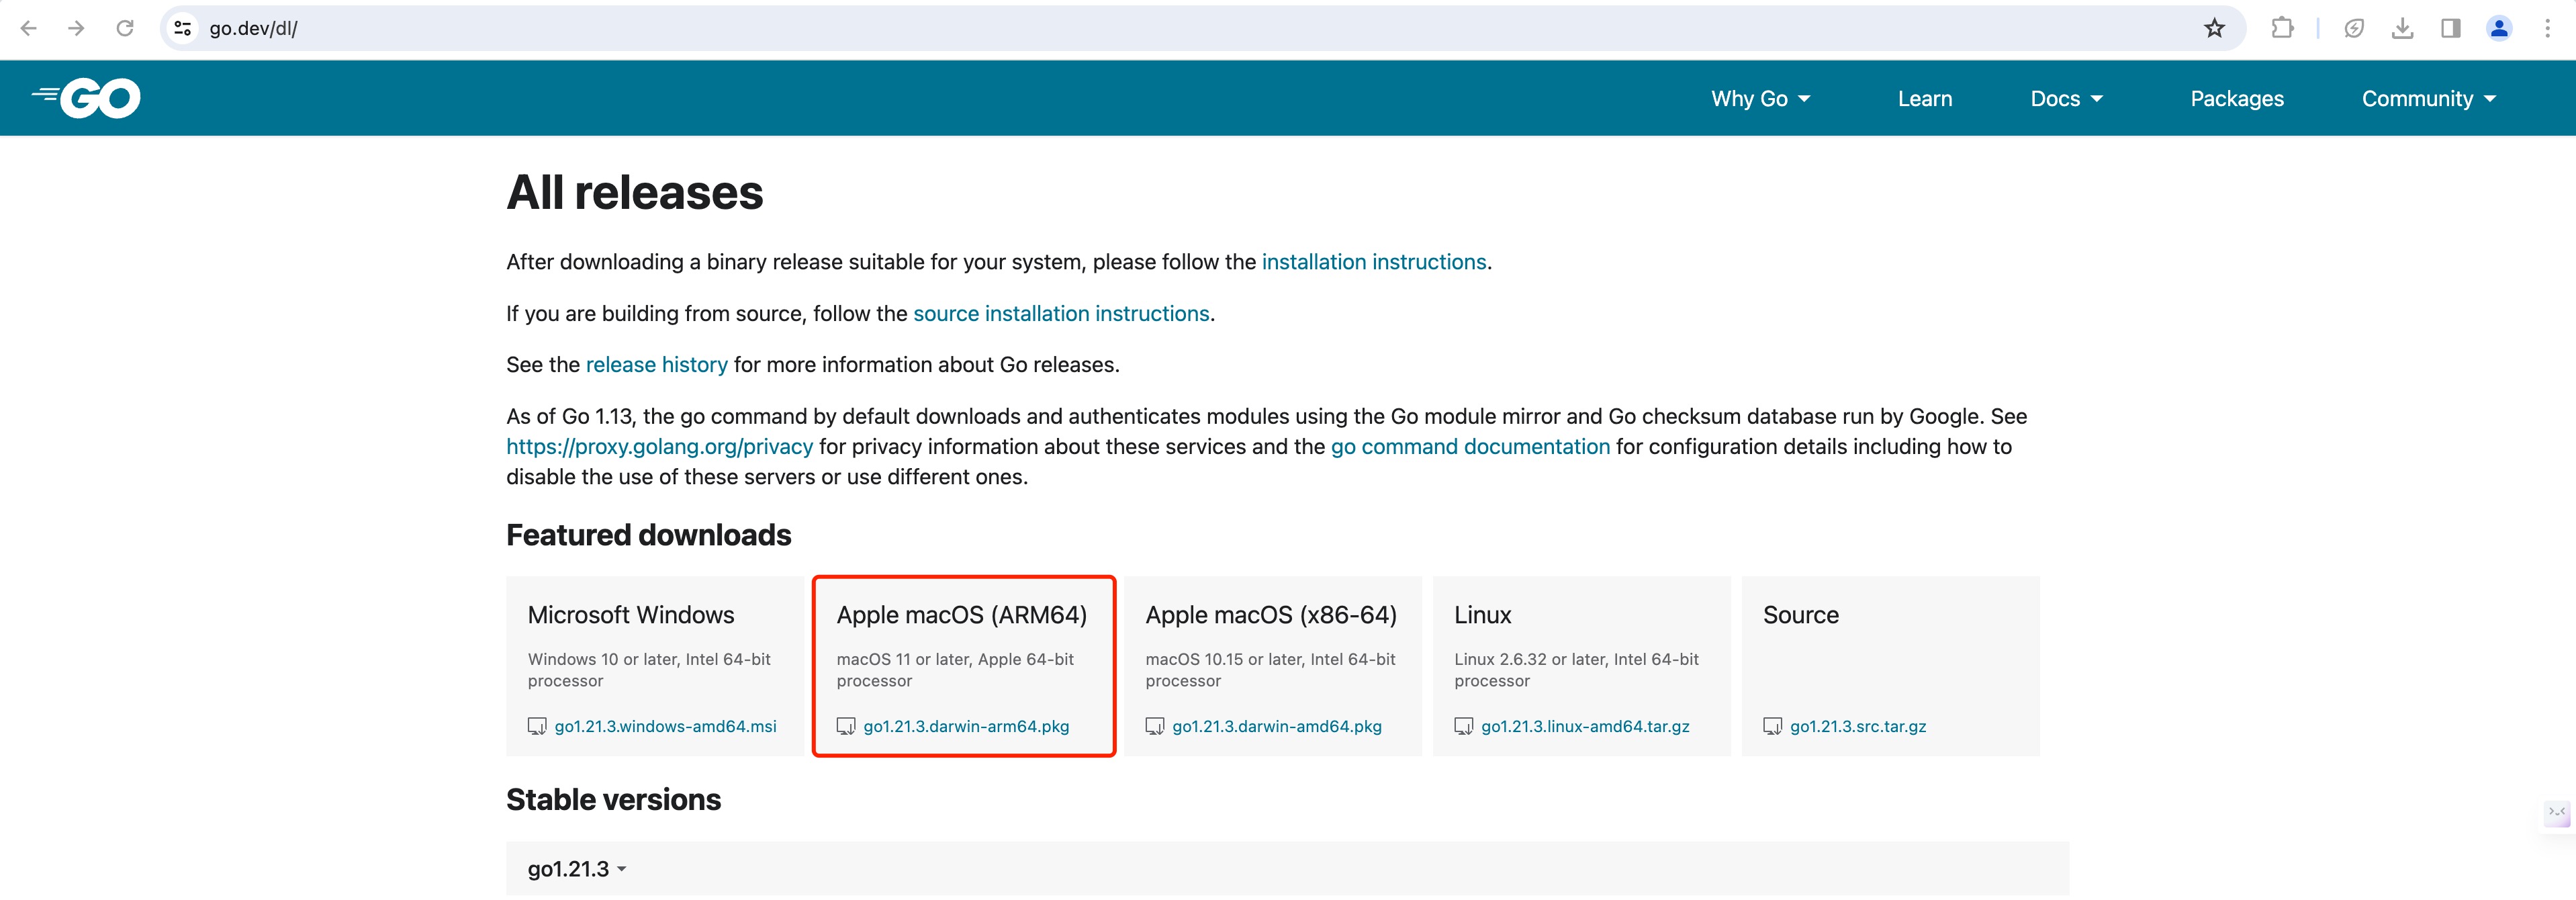 go.dev/dl/
GO
Why Go
Learn
Docs
Packages
Community
All releases
After downloading a binary release suitable for your system, please follow the installation instructions.
If you are building from source, follow the source installation instructions.
See the release history for more information about Go releases.
As of Go 1.13, the go command by default downloads and authenticates modules using the Go module mirror and Go checksum database run by Google. See
https://proxy.golang.org/privacy for privacy information about these services and the go command documentation for configuration details including how to
disable the use of these servers or use different ones.
Featured downloads
Microsoft Windows
Windows 10 or later, Intel 64-bit
processor
go1.21.3.windows-amd64.msi
Apple macOS (ARM64)
macOS 11 or later, Apple 64-bit
processor
go1.21.3.darwin-arm64.pkg
Apple macOS (x86-64)
macOS 10.15 or later, Intel 64-bit
processor
go1.21.3.darwin-amd64.pkg
Linux
Linux 2.6.32 or later, Intel 64-bit
processor
go1.21.3.linux-amd64.tar.gz
Source
go1.21.3.src.tar.gz
Stable versions
go1.21.3